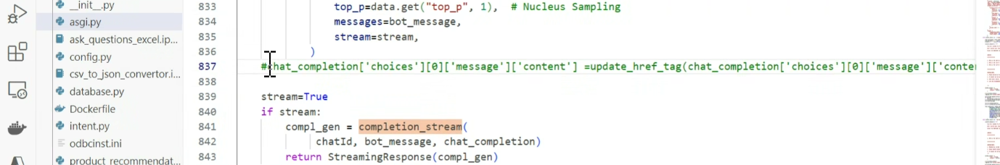 __init__.py
asgi.py
ask_questions_excel.ip...
config.py
csv_to_json_convertor.i...
database.py
Dockerfile
intent.py
odbcinst.ini
product_recommendat...
833 top_p=data.get("top_p", 1),  # Nucleus Sampling
834 messages=bot_message,
835 stream=stream,
836 )
837 #chat_completion['choices'][0]['message']['content'] =update_href_tag(chat_completion['choices'][0]['message']['conte
838
839 stream=True
840 if stream:
841 compl_gen = completion_stream(
842 chatId, bot_message, chat_completion)
843 return StreamingResponse(compl_gen)